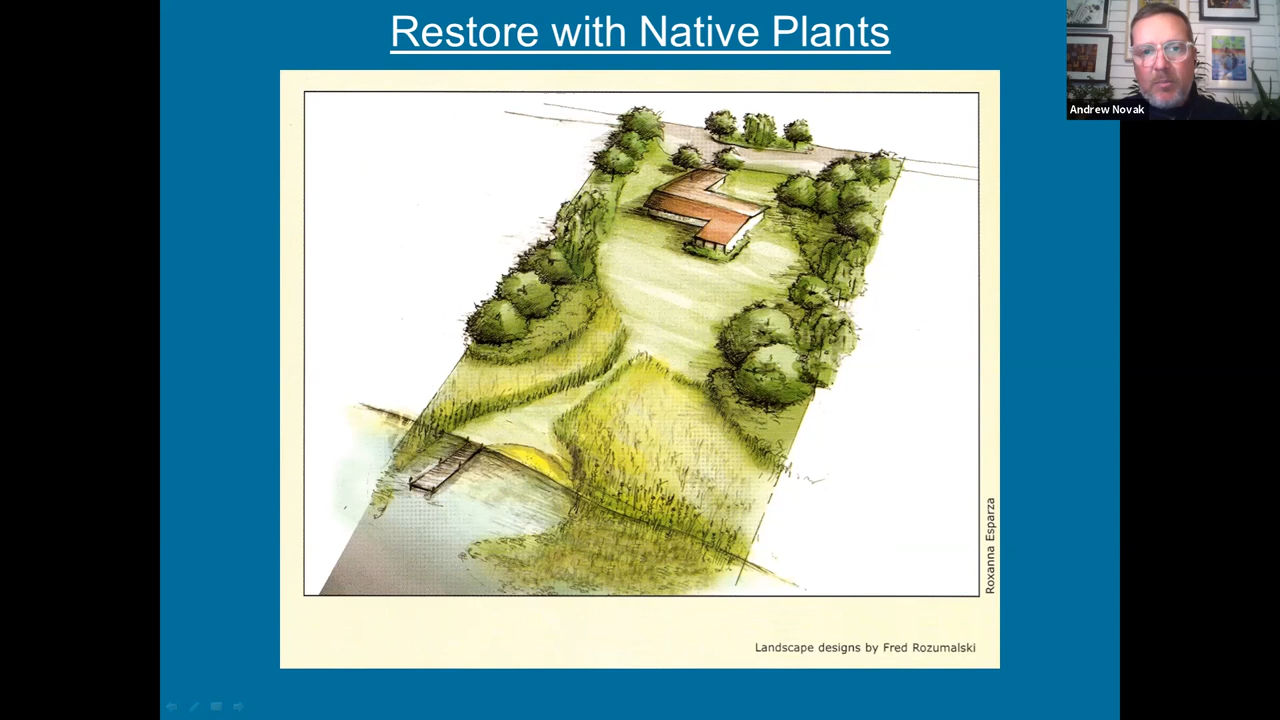 Restore with Native Plants
Andrew Novak
Roxanna Esparza
Landscape designs by Fred Rozumalski